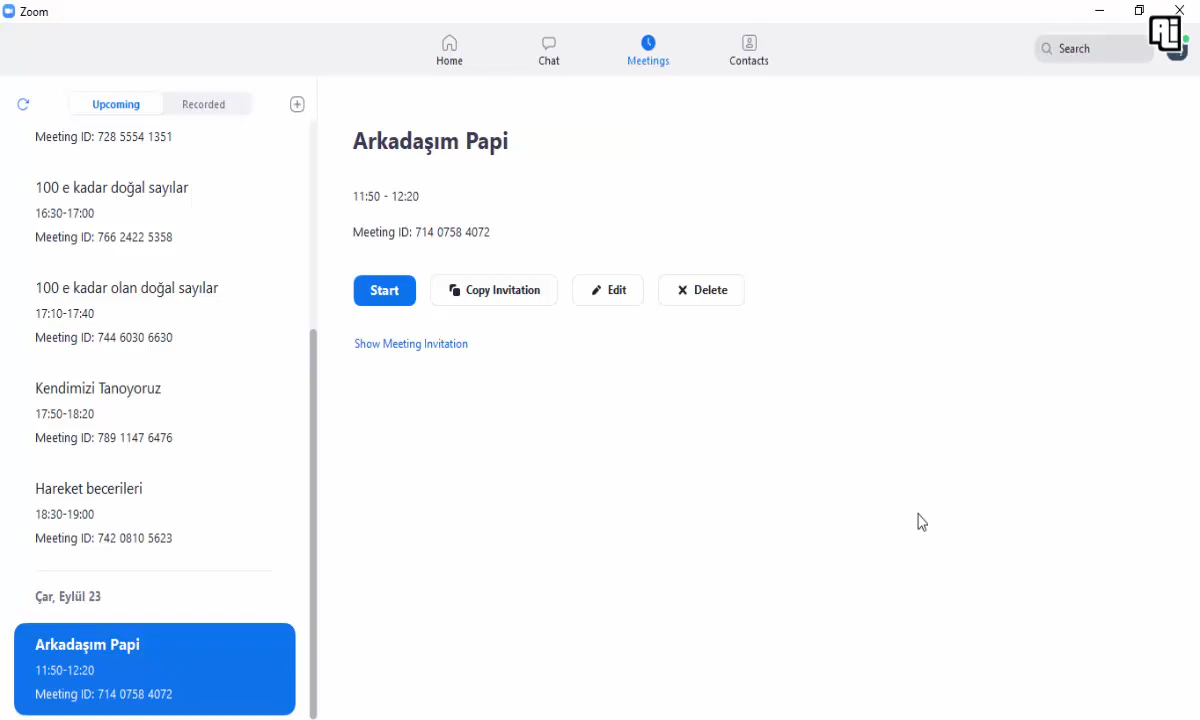 Zoom
Home
Chat
Meetings
Contacts
Search
Upcoming
Recorded
Meeting ID: 728 5554 1351
100 e kadar doğal sayılar
16:30-17:00
Meeting ID: 766 2422 5358
100 e kadar olan doğal sayılar
17:10-17:40
Meeting ID: 744 6030 6630
Kendimizi Tanoyoruz
17:50-18:20
Meeting ID: 789 1147 6476
Hareket becerileri
18:30-19:00
Meeting ID: 742 0810 5623
Çar, Eylül 23
Arkadaşım Papi
11:50-12:20
Meeting ID: 714 0758 4072
Arkadaşım Papi
11:50 - 12:20
Meeting ID: 714 0758 4072
Start
Copy Invitation
Edit
Delete
Show Meeting Invitation